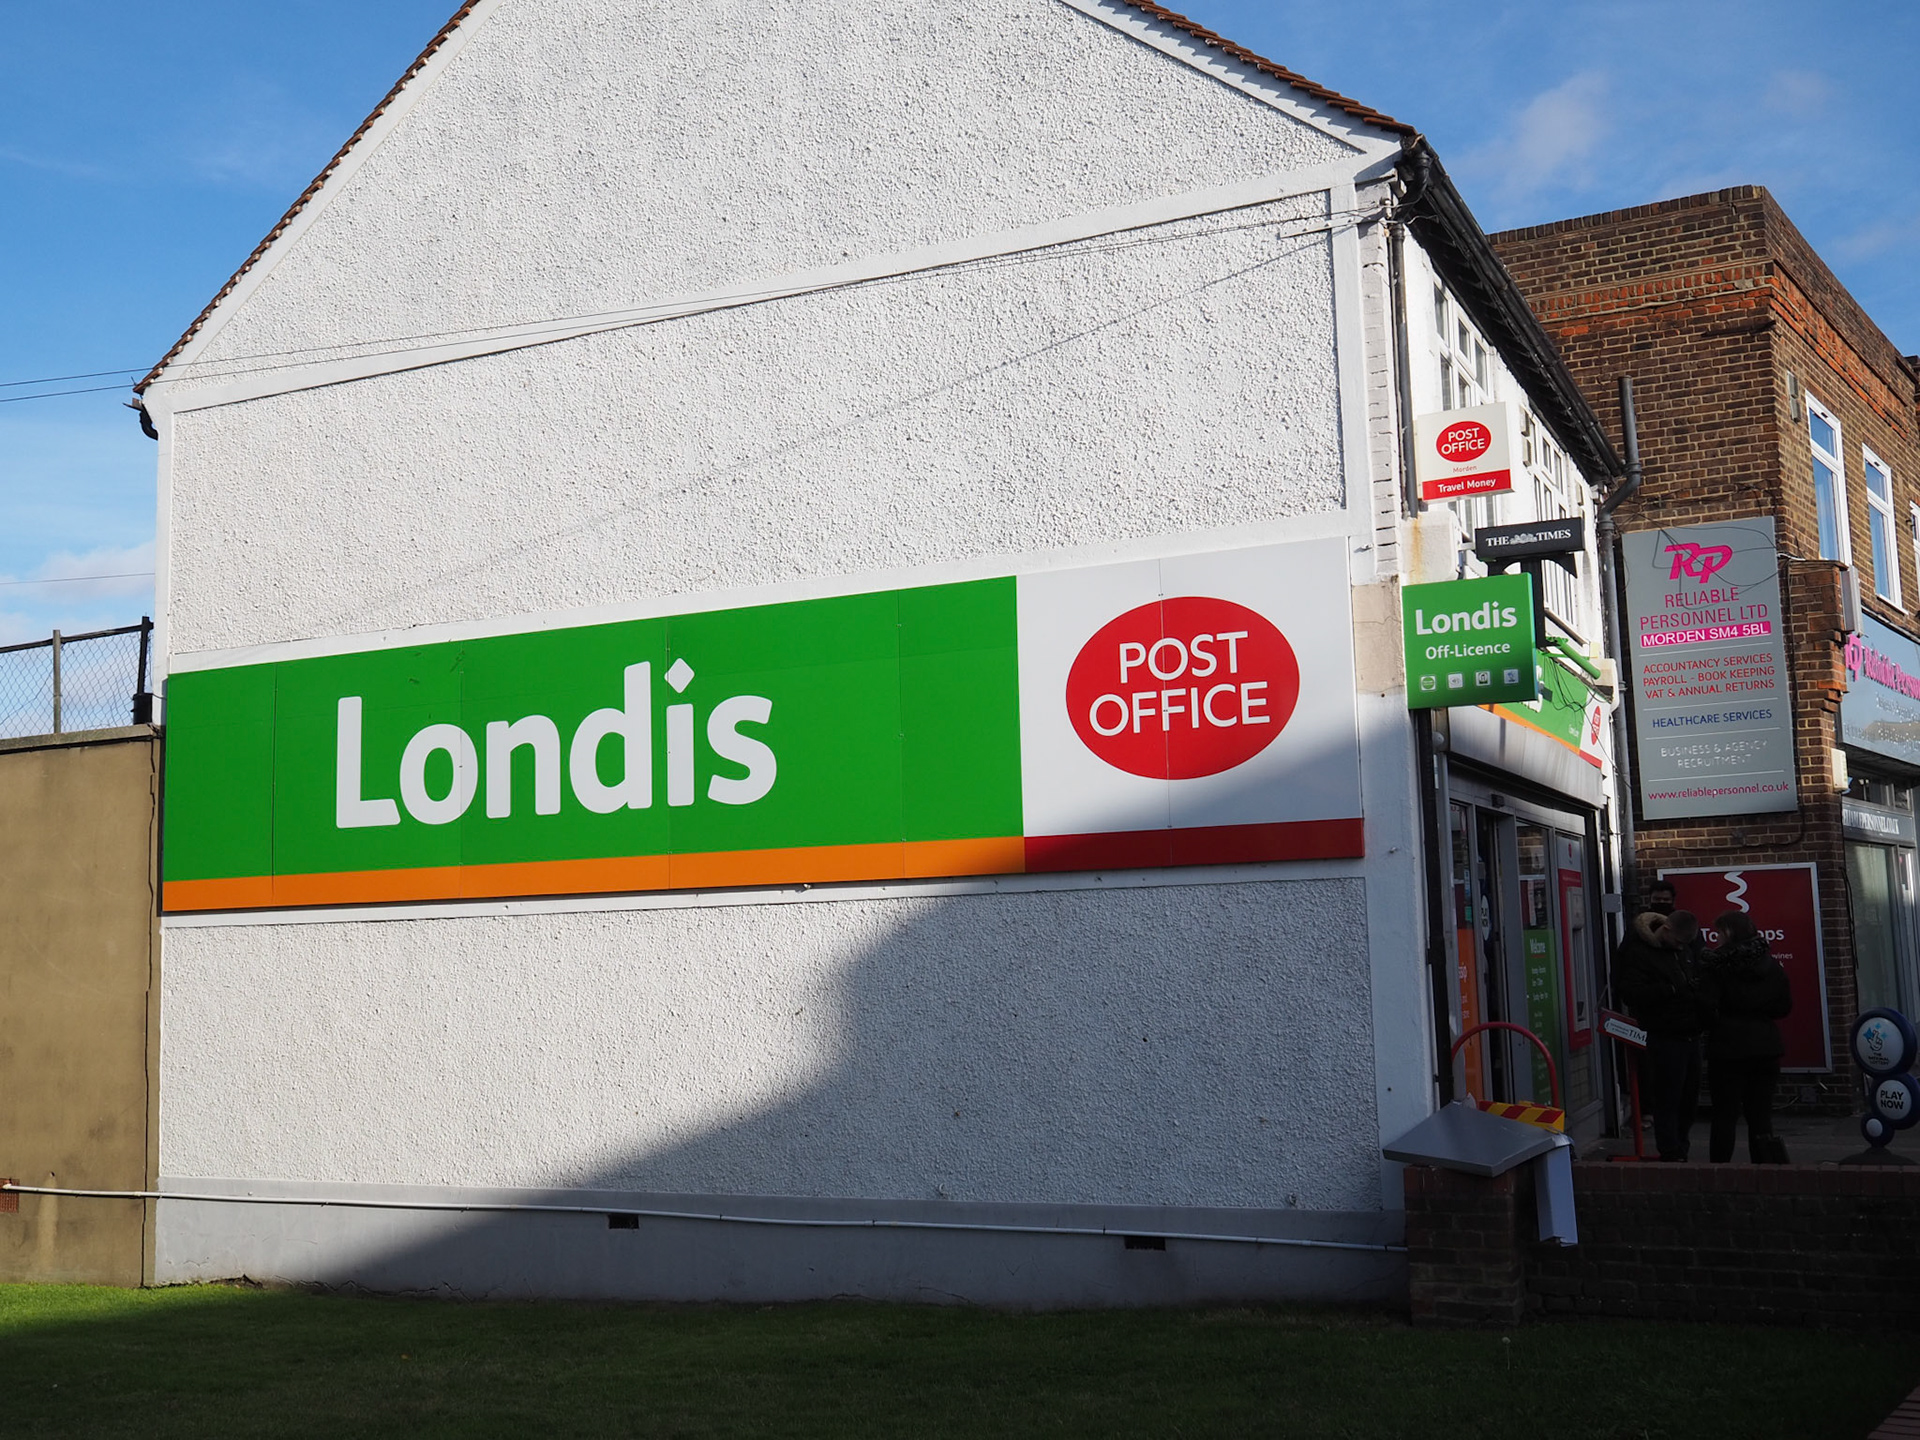 Londis
POST
OFFICE
POST
OFFICE
Morden
Travel Money
THE TIMES
Londis
Off-Licence
RP
RELIABLE
PERSONNEL LTD
MORDEN SM4 5BL
ACCOUNTANCY SERVICES
PAYROLL - BOOK KEEPING
VAT & ANNUAL RETURNS
HEALTHCARE SERVICES
BUSINESS & AGENCY
RECRUITMENT
www.reliablepersonnel.co.uk
Welcome
PLAY
NOW